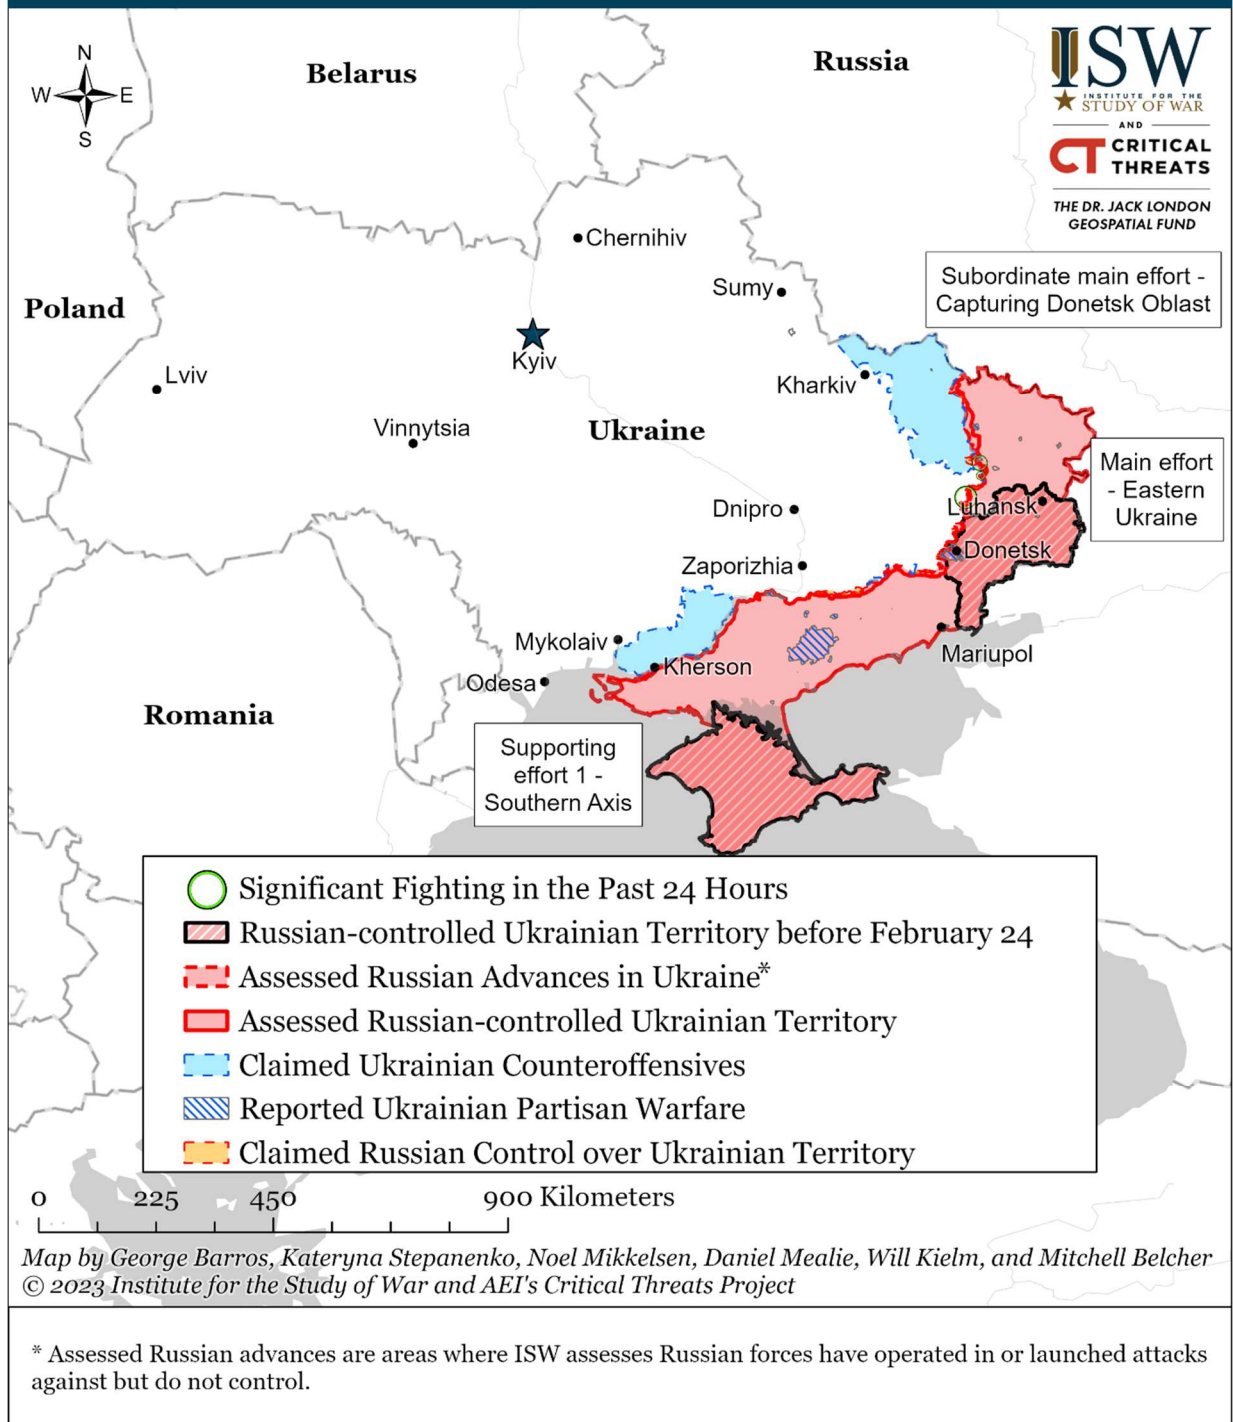 N
W E
S
Belarus
Russia
ISW
INSTITUTE FOR THE
STUDY OF WAR
AND
CT CRITICAL
THREATS
THE DR. JACK LONDON
GEOSPATIAL FUND
Chernihiv
Subordinate main effort -
Capturing Donetsk Oblast
Sumy
Poland
Kyiv
Lviv
Kharkiv
Vinnytsia
Ukraine
Main effort
- Eastern
Ukraine
Dnipro
Luhansk
Donetsk
Zaporizhia
Mykolaiv
Mariupol
Kherson
Odesa
Romania
Supporting
effort 1 -
Southern Axis
Significant Fighting in the Past 24 Hours
Russian-controlled Ukrainian Territory before February 24
Assessed Russian Advances in Ukraine*
Assessed Russian-controlled Ukrainian Territory
Claimed Ukrainian Counteroffensives
Reported Ukrainian Partisan Warfare
Claimed Russian Control over Ukrainian Territory
0 225 450 900 Kilometers
Map by George Barros, Kateryna Stepanenko, Noel Mikkelsen, Daniel Mealie, Will Kielm, and Mitchell Belcher
© 2023 Institute for the Study of War and AEI's Critical Threats Project
* Assessed Russian advances are areas where ISW assesses Russian forces have operated in or launched attacks
against but do not control.